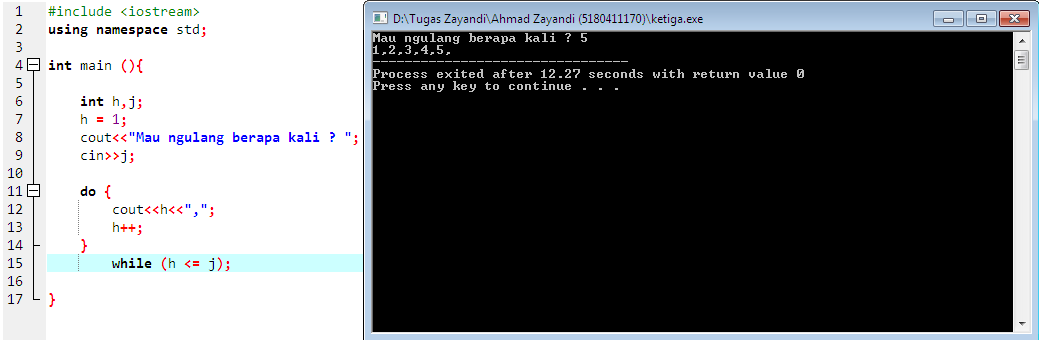 1 #include <iostream>
2 using namespace std;
3
4 int main (){
5
6 int h,j;
7 h = 1;
8 cout<<"Mau ngulang berapa kali ? ";
9 cin>>j;
10
11 do {
12 cout<<h<<",";
13 h++;
14 }
15 while (h <= j);
16
17 }
D:\Tugas Zayandi\Ahmad Zayandi (5180411170)\ketiga.exe
Mau ngulang berapa kali ? 5
1,2,3,4,5,
--------------------------------
Process exited after 12.27 seconds with return value 0
Press any key to continue . . .